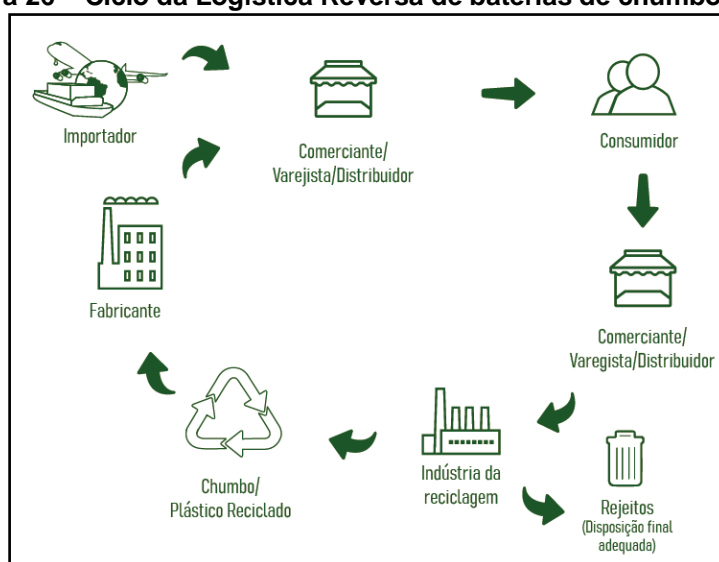 a 20 – Ciclo da Logística Reversa de baterias de chumbo
Importador
Comerciante/
Varejista/Distribuidor
Consumidor
Fabricante
Comerciante/
Varegista/Distribuidor
Chumbo/
Plástico Reciclado
Indústria da
reciclagem
Rejeitos
(Disposição final
adequada)